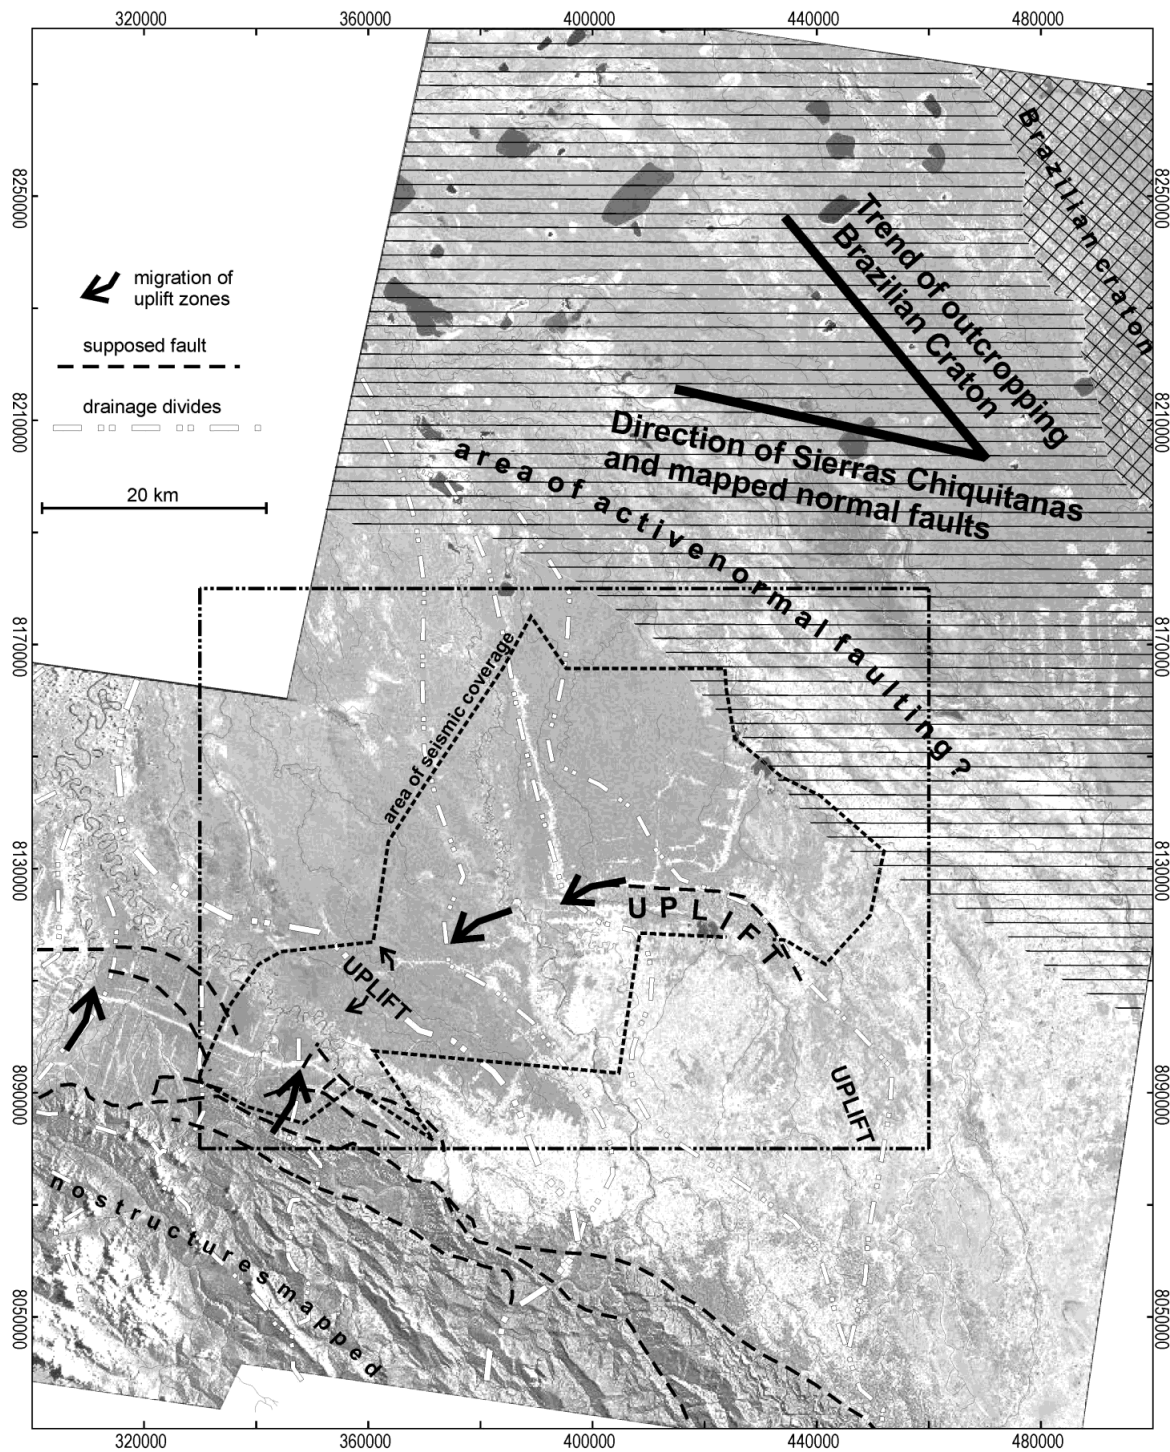 320000
360000
400000
440000
480000
8250000
8250000
Brazilian craton
Trend of outcropping
Brazilian Craton
migration of
uplift zones
supposed fault
drainage divides
8210000
8210000
20 km
Direction of Sierras Chiquitanas
and mapped normal faults
area of active normal faulting?
8170000
8170000
area of seismic coverage
8130000
8130000
UPLIFT
UPLIFT
UPLIFT
8090000
8090000
no structures mapped
8050000
8050000
320000
360000
400000
440000
480000